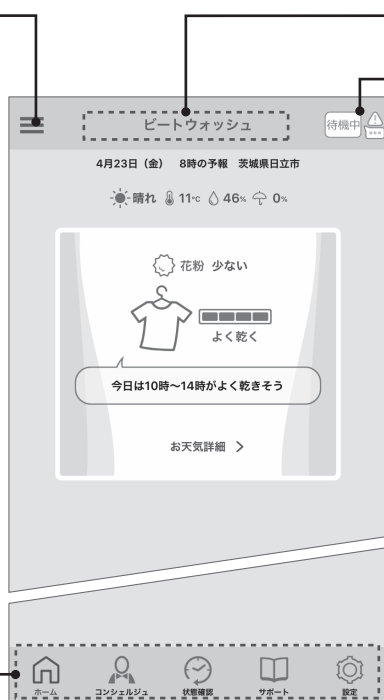 ビートウォッシュ
待機中
4月23日（金） 8時の予報 茨城県日立市
晴れ 11℃ 46% 0%
花粉 少ない
よく乾く
今日は10時～14時がよく乾きそう
お天気詳細 >
ホーム コンシェルジュ 状態確認 サポート 設定